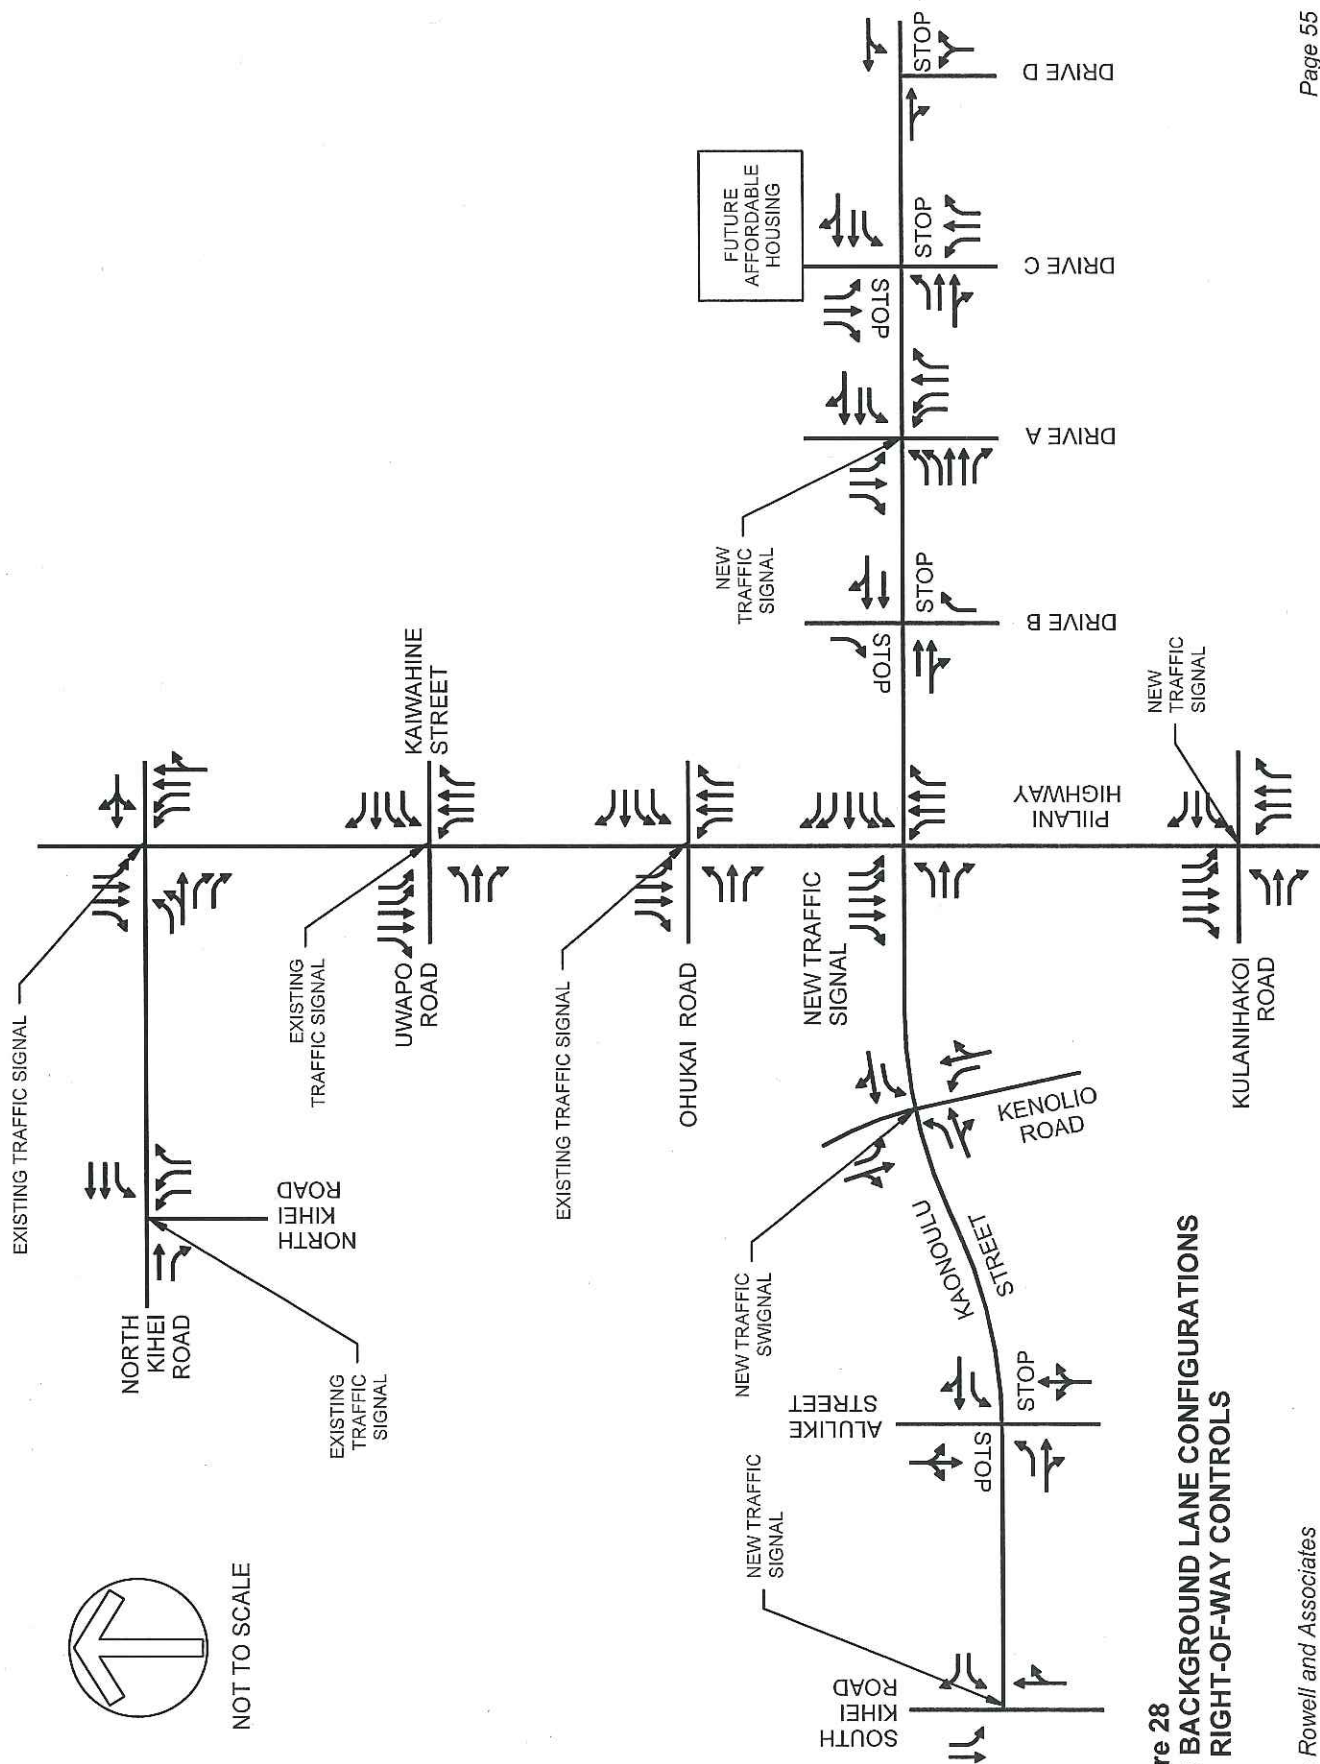 EXISTING TRAFFIC SIGNAL
KAIWAHINE
STREET
EXISTING
TRAFFIC SIGNAL
UWAPO
ROAD
NORTH
KIHEI
ROAD
NORTH
KIHEI
ROAD
EXISTING
TRAFFIC
SIGNAL
NOT TO SCALE
EXISTING TRAFFIC SIGNAL
OHUKAI ROAD
FUTURE
AFFORDABLE
HOUSING
NEW
TRAFFIC
SIGNAL
NEW TRAFFIC
SIGNAL
STOP
STOP
STOP
STOP
STOP
DRIVE B
DRIVE A
DRIVE C
DRIVE D
PIILANI
HIGHWAY
NEW
TRAFFIC
SIGNAL
KULANIHAKOI
ROAD
KENOLIO
ROAD
KAONOULU
STREET
NEW TRAFFIC
SWIGNAL
ALULIKE
STREET
STOP
STOP
NEW TRAFFIC
SIGNAL
SOUTH
KIHEI
ROAD
re 28
BACKGROUND LANE CONFIGURATIONS
RIGHT-OF-WAY CONTROLS
Rowell and Associates
Page 55